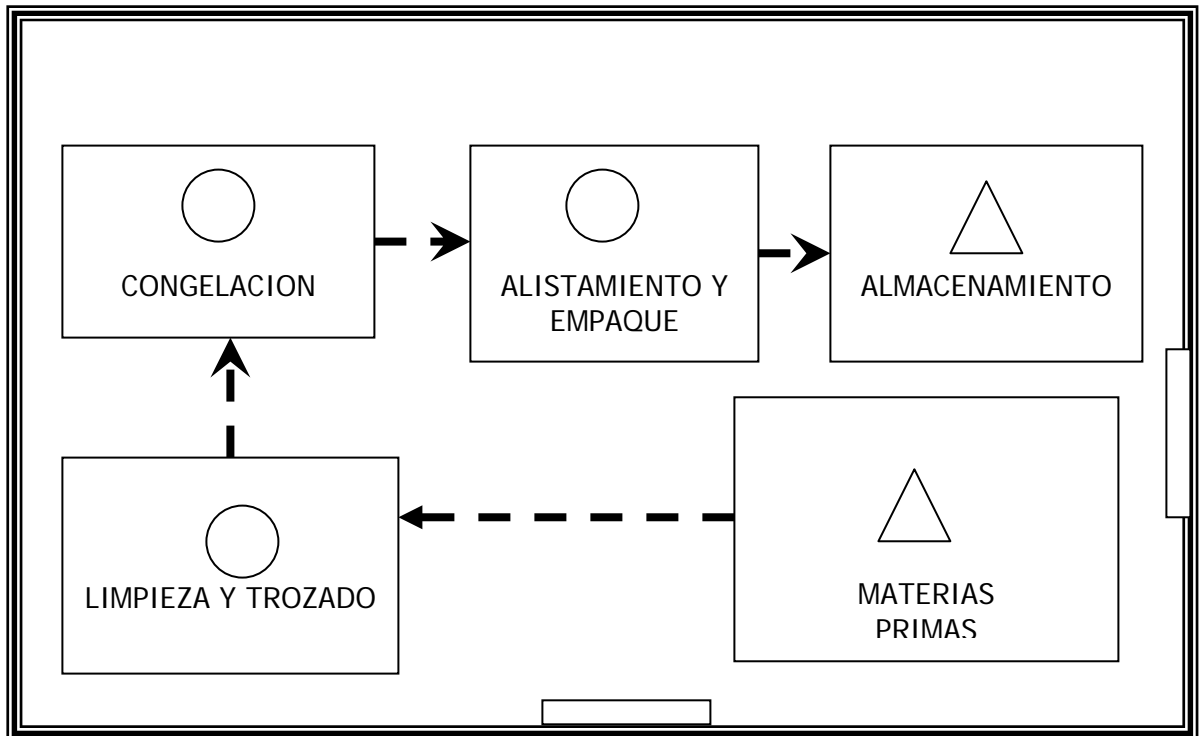 CONGELACION
ALISTAMIENTO Y
EMPAQUE
ALMACENAMIENTO
LIMPIEZA Y TROZADO
MATERIAS
PRIMAS